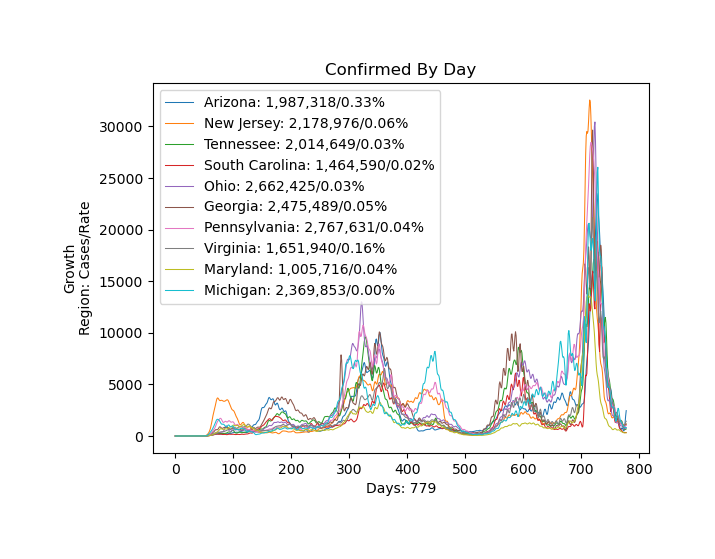 Confirmed By Day
Arizona: 1,987,318/0.33%
New Jersey: 2,178,976/0.06%
Tennessee: 2,014,649/0.03%
South Carolina: 1,464,590/0.02%
Ohio: 2,662,425/0.03%
Georgia: 2,475,489/0.05%
Pennsylvania: 2,767,631/0.04%
Virginia: 1,651,940/0.16%
Maryland: 1,005,716/0.04%
Michigan: 2,369,853/0.00%
Growth
Region: Cases/Rate
30000
25000
20000
15000
10000
5000
0
0 100 200 300 400 500 600 700 800
Days: 779